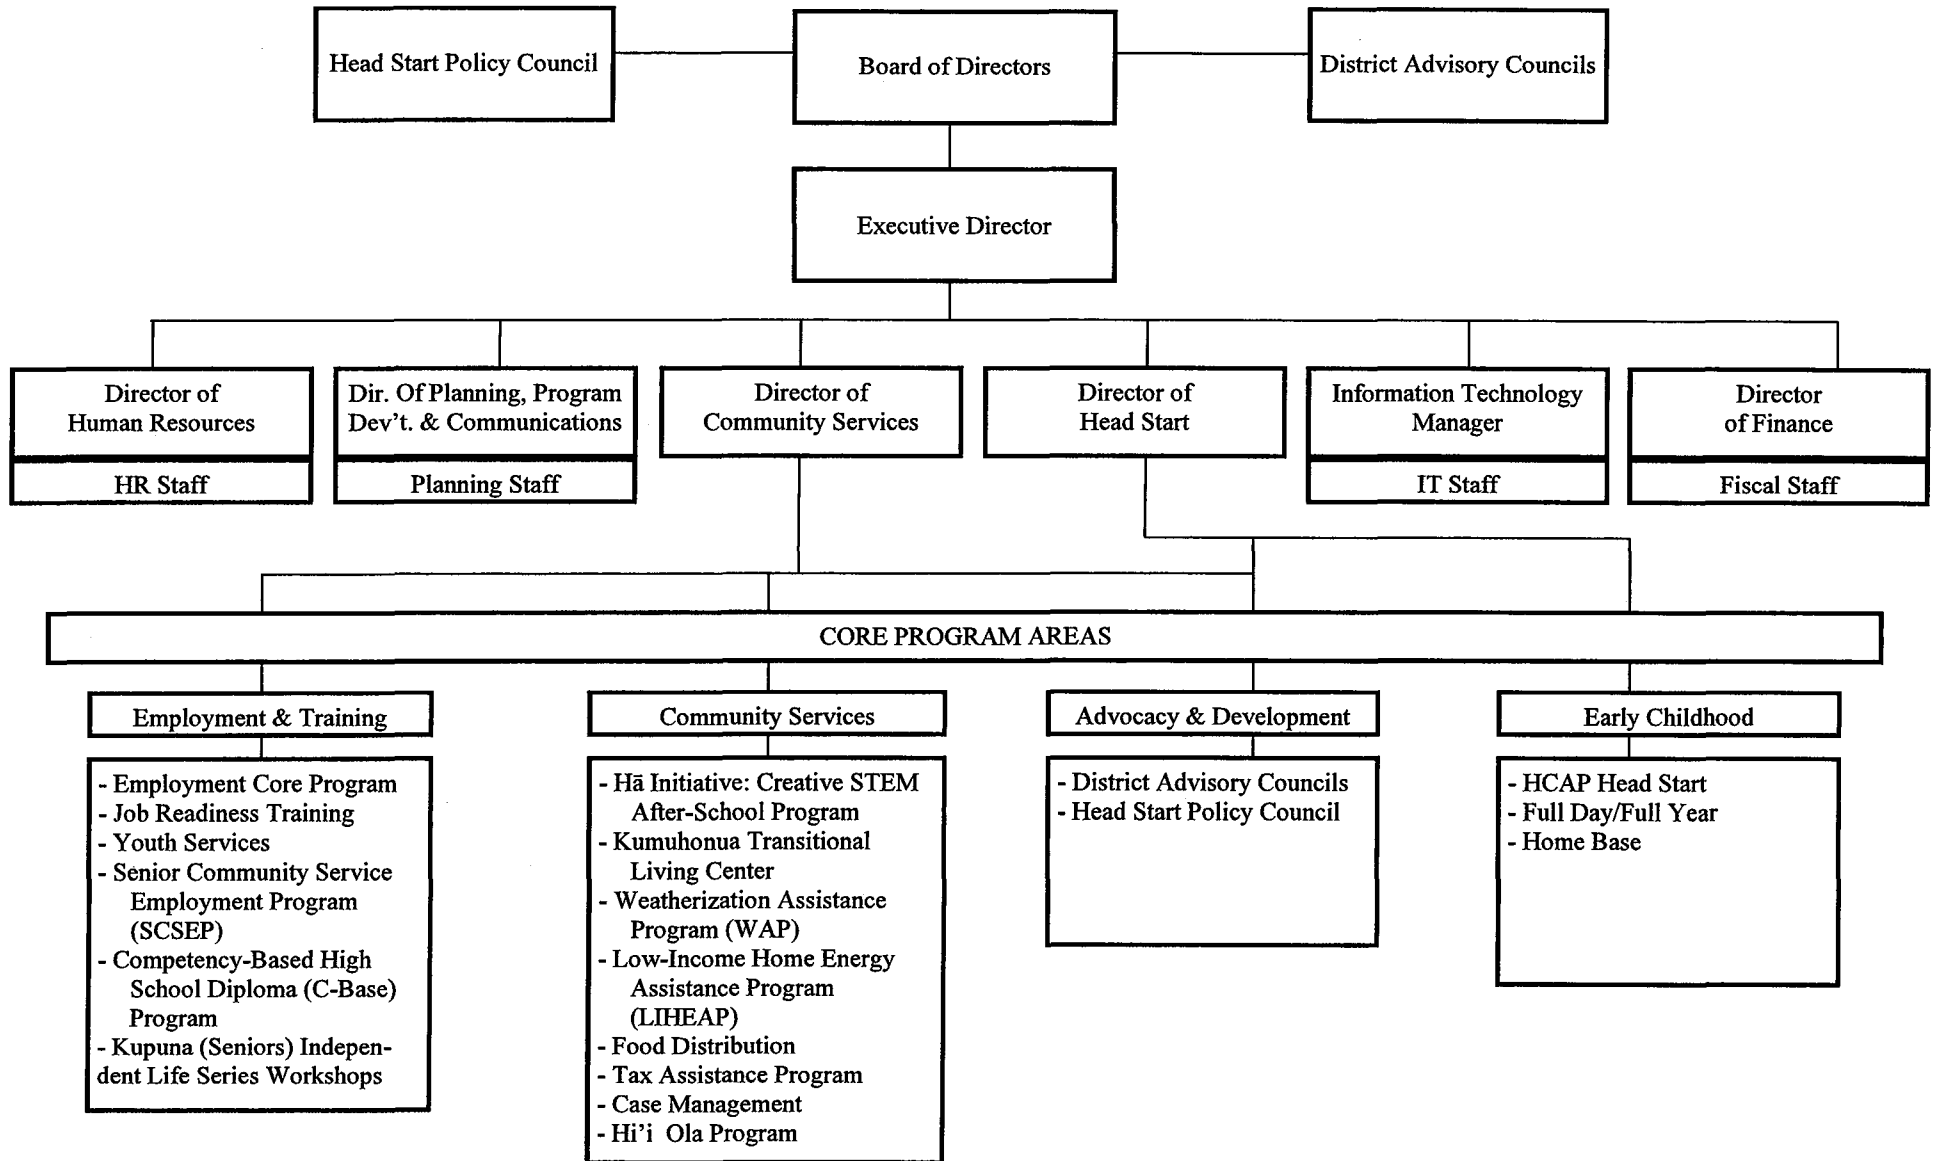 Head Start Policy Council
Board of Directors
District Advisory Councils
Executive Director
Director of
Human Resources
HR Staff
Dir. Of Planning, Program
Dev't. & Communications
Planning Staff
Director of
Community Services
Director of
Head Start
Information Technology
Manager
IT Staff
Director
of Finance
Fiscal Staff
CORE PROGRAM AREAS
Employment & Training
- Employment Core Program
- Job Readiness Training
- Youth Services
- Senior Community Service
Employment Program
(SCSEP)
- Competency-Based High
School Diploma (C-Base)
Program
- Kupuna (Seniors) Indepen-
dent Life Series Workshops
Community Services
- Hā Initiative: Creative STEM
After-School Program
- Kumuhonua Transitional
Living Center
- Weatherization Assistance
Program (WAP)
- Low-Income Home Energy
Assistance Program
(LIHEAP)
- Food Distribution
- Tax Assistance Program
- Case Management
- Hi'i Ola Program
Advocacy & Development
- District Advisory Councils
- Head Start Policy Council
Early Childhood
- HCAP Head Start
- Full Day/Full Year
- Home Base